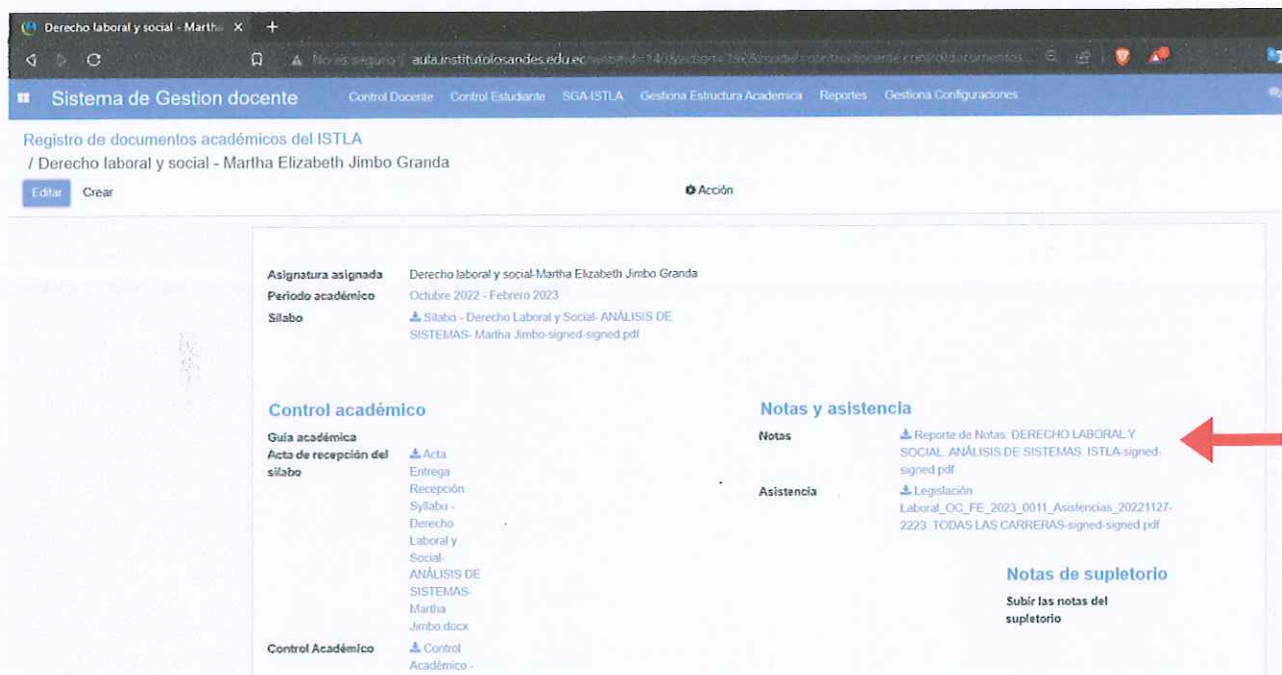 Derecho laboral y social - Martha
aula.institutolosandes.edu.ec
Sistema de Gestion docente
Control Docente
Control Estudiante
SGA-ISTLA
Gestiona Estructura Academica
Reportes
Gestiona Configuraciones
Registro de documentos académicos del ISTLA
/ Derecho laboral y social - Martha Elizabeth Jimbo Granda
Editar
Crear
Acción
Asignatura asignada
Derecho laboral y social-Martha Elizabeth Jimbo Granda
Periodo académico
Octubre 2022 - Febrero 2023
Sílabo
Sílabo - Derecho Laboral y Social- ANÁLISIS DE
SISTEMAS- Martha Jimbo-signed-signed.pdf
Control académico
Guía académica
Acta de recepción del
sílabo
Acta
Entrega
Recepción
Syllabu -
Derecho
Laboral y
Social-
ANÁLISIS DE
SISTEMAS-
Martha
Jimbo.docx
Control Académico
Control
Académico -
Notas y asistencia
Notas
Reporte de Notas. DERECHO LABORAL Y
SOCIAL. ANÁLISIS DE SISTEMAS. ISTLA-signed-
signed.pdf
Asistencia
Legislación
Laboral_OC_FE_2023_0011_Asistencias_20221127-
2223. TODAS LAS CARRERAS-signed-signed.pdf
Notas de supletorio
Subir las notas del
supletorio